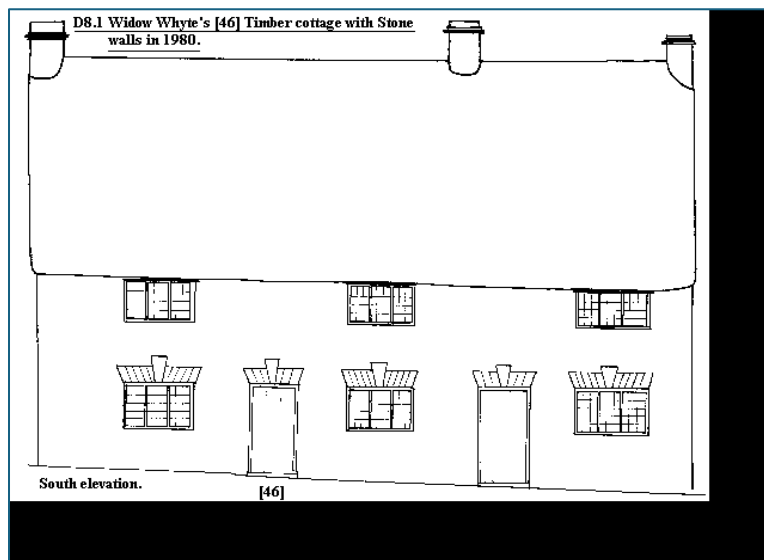 D8.1 Widow Whyte's [46] Timber cottage with Stone
walls in 1980.
South elevation.
[46]